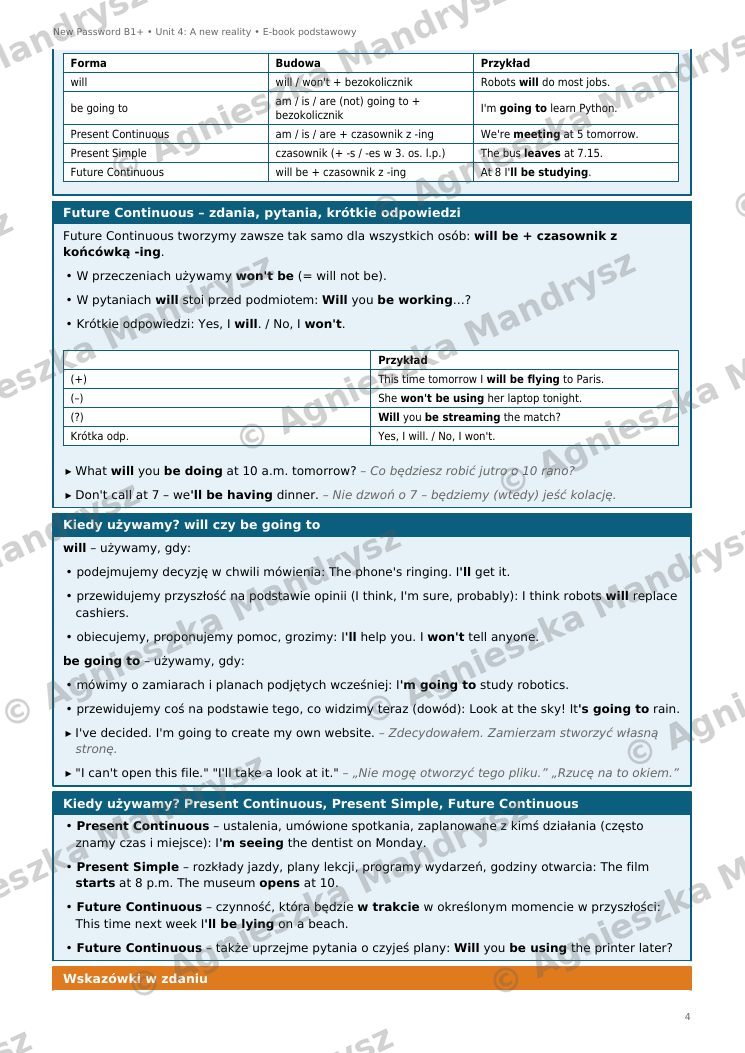 New Password B1+ • Unit 4: A new reality • E-book podstawowy
Forma Budowa Przykład
will will / won't + bezokolicznik Robots will do most jobs.
be going to am / is / are (not) going to + bezokolicznik I'm going to learn Python.
Present Continuous am / is / are + czasownik z -ing We're meeting at 5 tomorrow.
Present Simple czasownik (+ -s / -es w 3. os. l.p.) The bus leaves at 7.15.
Future Continuous will be + czasownik z -ing At 8 I'll be studying.
Future Continuous – zdania, pytania, krótkie odpowiedzi
Future Continuous tworzymy zawsze tak samo dla wszystkich osób: will be + czasownik z
końcówką -ing.
• W przeczeniach używamy won't be (= will not be).
• W pytaniach will stoi przed podmiotem: Will you be working…?
• Krótkie odpowiedzi: Yes, I will. / No, I won't.
Przykład
(+) This time tomorrow I will be flying to Paris.
(–) She won't be using her laptop tonight.
(?) Will you be streaming the match?
Krótka odp. Yes, I will. / No, I won't.
▸ What will you be doing at 10 a.m. tomorrow? – Co będziesz robić jutro o 10 rano?
▸ Don't call at 7 – we'll be having dinner. – Nie dzwoń o 7 – będziemy (wtedy) jeść kolację.
Kiedy używamy? will czy be going to
will – używamy, gdy:
• podejmujemy decyzję w chwili mówienia: The phone's ringing. I'll get it.
• przewidujemy przyszłość na podstawie opinii (I think, I'm sure, probably): I think robots will replace
cashiers.
• obiecujemy, proponujemy pomoc, grozimy: I'll help you. I won't tell anyone.
be going to – używamy, gdy:
• mówimy o zamiarach i planach podjętych wcześniej: I'm going to study robotics.
• przewidujemy coś na podstawie tego, co widzimy teraz (dowód): Look at the sky! It's going to rain.
▸ I've decided. I'm going to create my own website. – Zdecydowałem. Zamierzam stworzyć własną
stronę.
▸ "I can't open this file." "I'll take a look at it." – „Nie mogę otworzyć tego pliku.” „Rzucę na to okiem.”
Kiedy używamy? Present Continuous, Present Simple, Future Continuous
• Present Continuous – ustalenia, umówione spotkania, zaplanowane z kimś działania (często
znamy czas i miejsce): I'm seeing the dentist on Monday.
• Present Simple – rozkłady jazdy, plany lekcji, programy wydarzeń, godziny otwarcia: The film
starts at 8 p.m. The museum opens at 10.
• Future Continuous – czynność, która będzie w trakcie w określonym momencie w przyszłości:
This time next week I'll be lying on a beach.
• Future Continuous – także uprzejme pytania o czyjeś plany: Will you be using the printer later?
Wskazówki w zdaniu
4
© Agnieszka Mandrysz